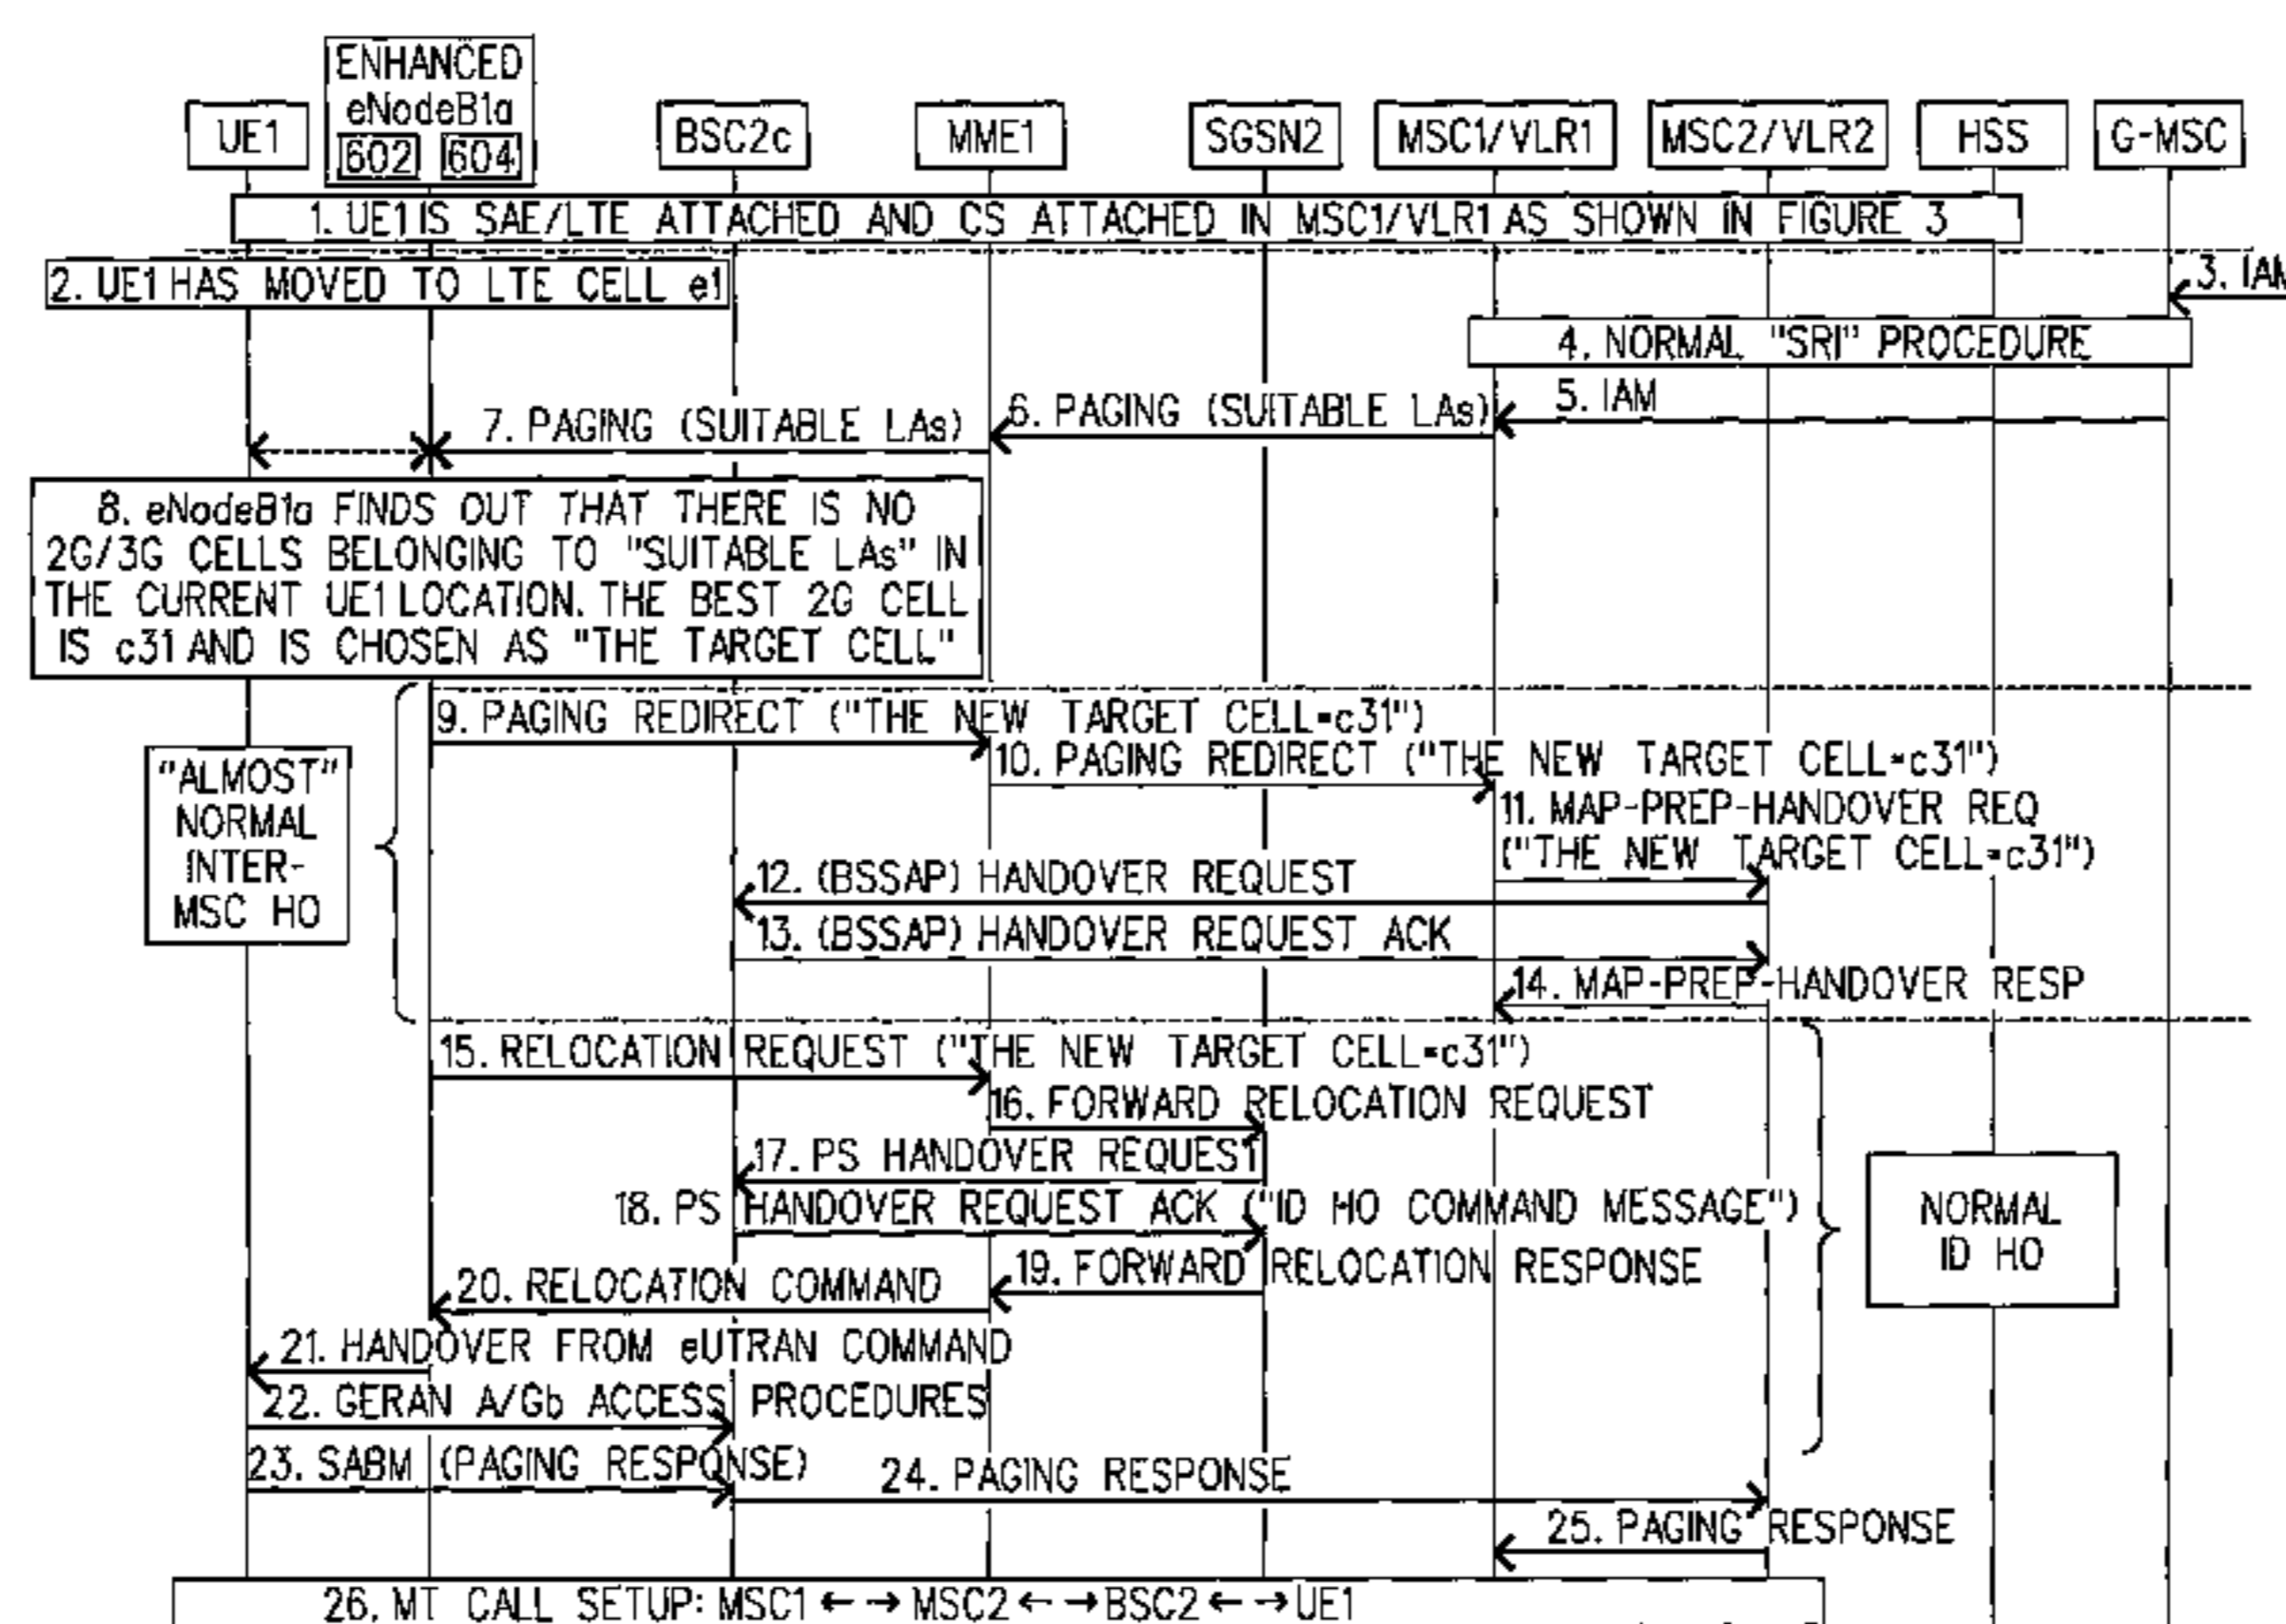 ENHANCED
eNodeB1a
602 604
UE1 BSC2c MME1 SGSN2 MSC1/VLR1 MSC2/VLR2 HSS G-MSC
1. UE1 IS SAE/LTE ATTACHED AND CS ATTACHED IN MSC1/VLR1 AS SHOWN IN FIGURE 3
2. UE1 HAS MOVED TO LTE CELL e1
3. IAM
4. NORMAL "SRI" PROCEDURE
5. IAM
6. PAGING (SUITABLE LAs)
7. PAGING (SUITABLE LAs)
8. eNodeB1a FINDS OUT THAT THERE IS NO
2G/3G CELLS BELONGING TO "SUITABLE LAs" IN
THE CURRENT UE1 LOCATION. THE BEST 2G CELL
IS c31 AND IS CHOSEN AS "THE TARGET CELL"
9. PAGING REDIRECT ("THE NEW TARGET CELL=c31")
10. PAGING REDIRECT ("THE NEW TARGET CELL=c31")
"ALMOST"
NORMAL
INTER-
MSC HO
11. MAP-PREP-HANDOVER REQ
("THE NEW TARGET CELL=c31")
12. (BSSAP) HANDOVER REQUEST
13. (BSSAP) HANDOVER REQUEST ACK
14. MAP-PREP-HANDOVER RESP
15. RELOCATION REQUEST ("THE NEW TARGET CELL=c31")
16. FORWARD RELOCATION REQUEST
17. PS HANDOVER REQUEST
18. PS HANDOVER REQUEST ACK ("ID HO COMMAND MESSAGE")
NORMAL
ID HO
19. FORWARD RELOCATION RESPONSE
20. RELOCATION COMMAND
21. HANDOVER FROM eUTRAN COMMAND
22. GERAN A/Gb ACCESS PROCEDURES
23. SABM (PAGING RESPONSE)
24. PAGING RESPONSE
25. PAGING RESPONSE
26. MT CALL SETUP: MSC1 ←→ MSC2 ←→ BSC2 ←→ UE1